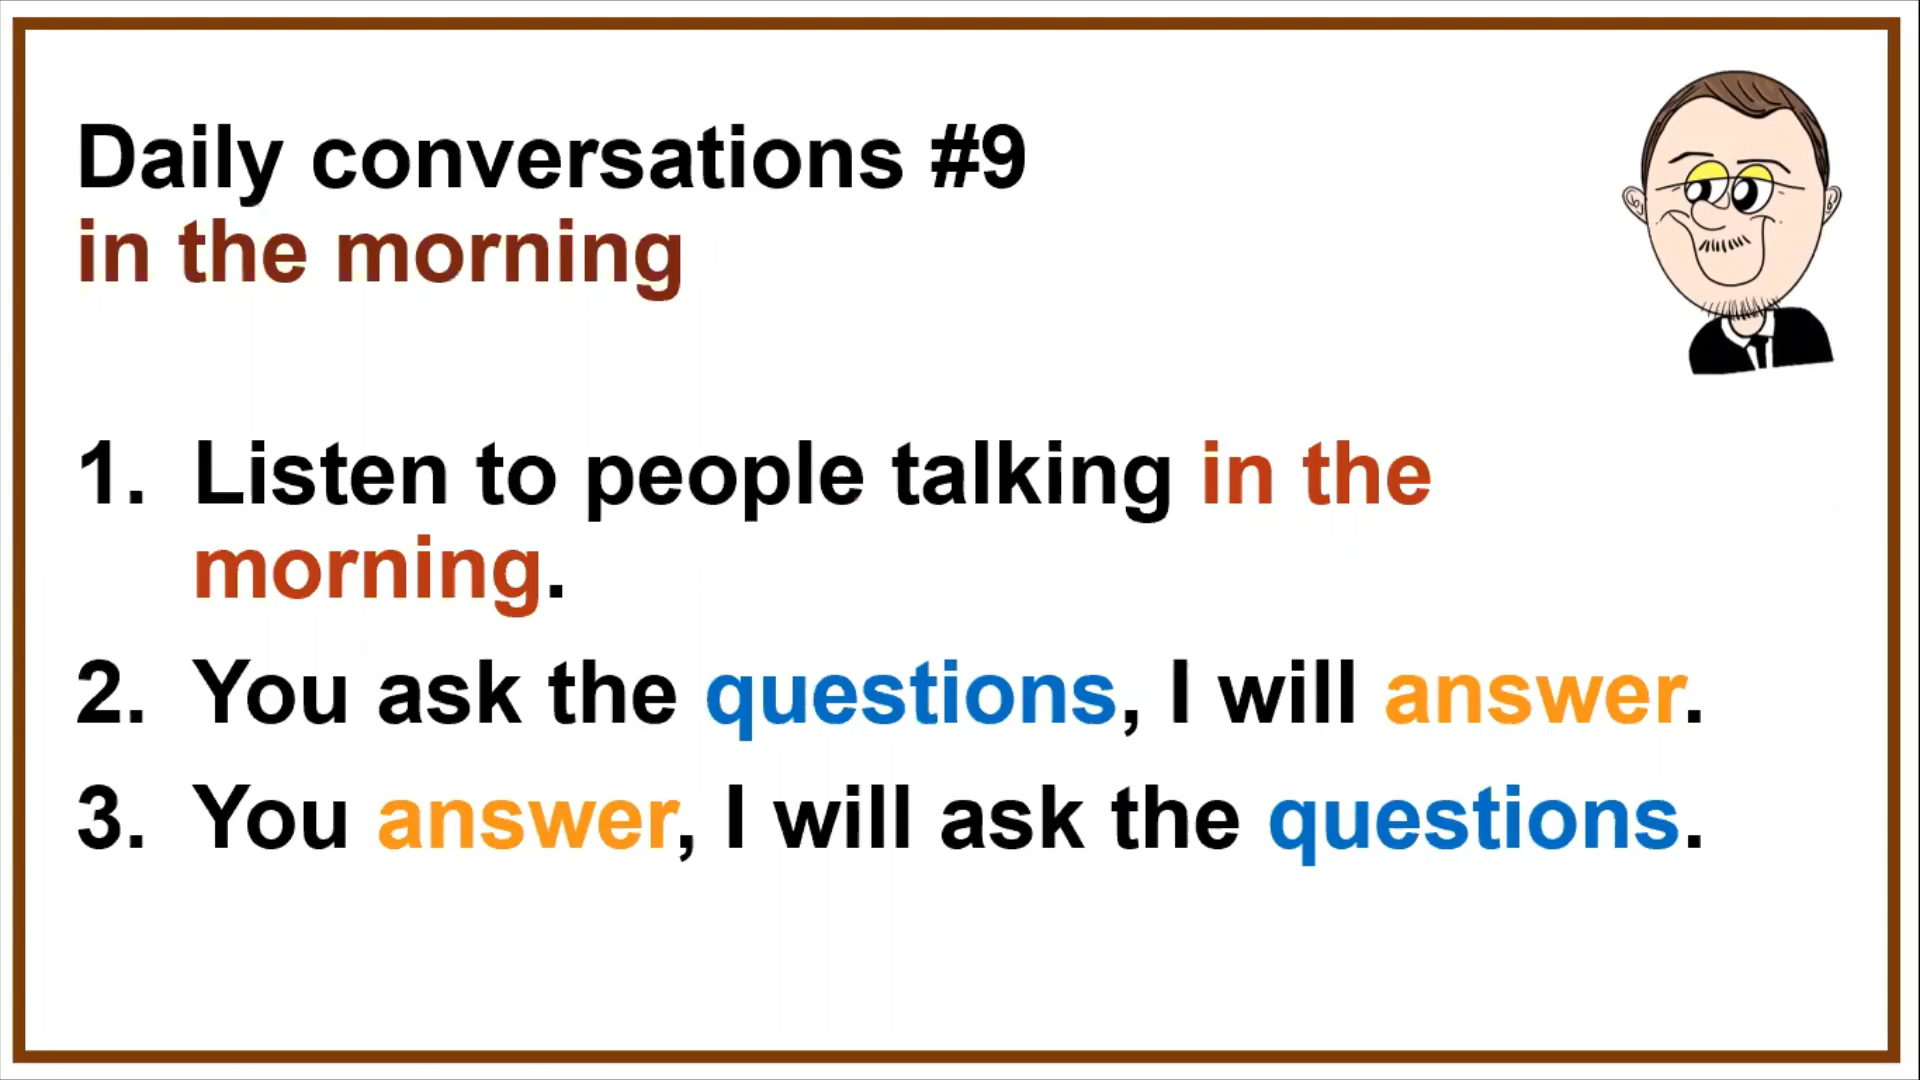 Daily conversations #9
in the morning
1. Listen to people talking in the
morning.
2. You ask the questions, I will answer.
3. You answer, I will ask the questions.